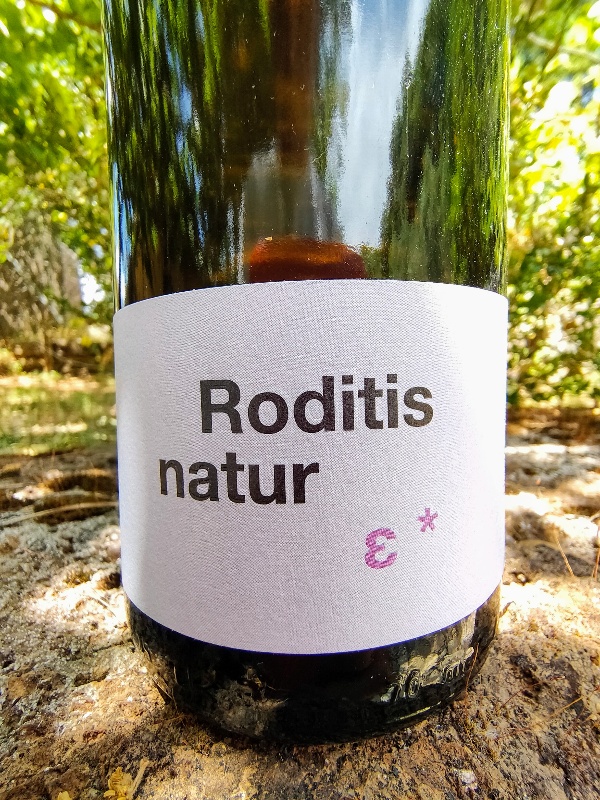 Roditis
natur
ε *